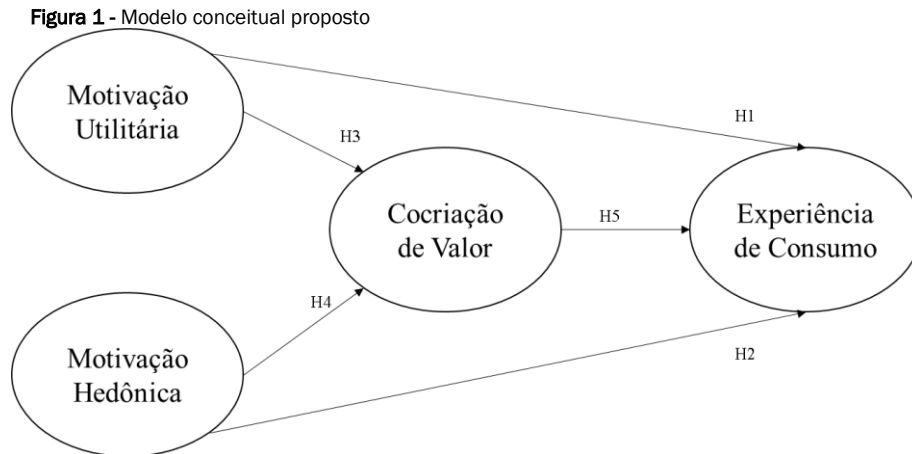 Figura 1 - Modelo conceitual proposto
Motivação
Utilitária
H1
H3
Cocriação
de Valor
H5
Experiência
de Consumo
H4
Motivação
Hedônica
H2